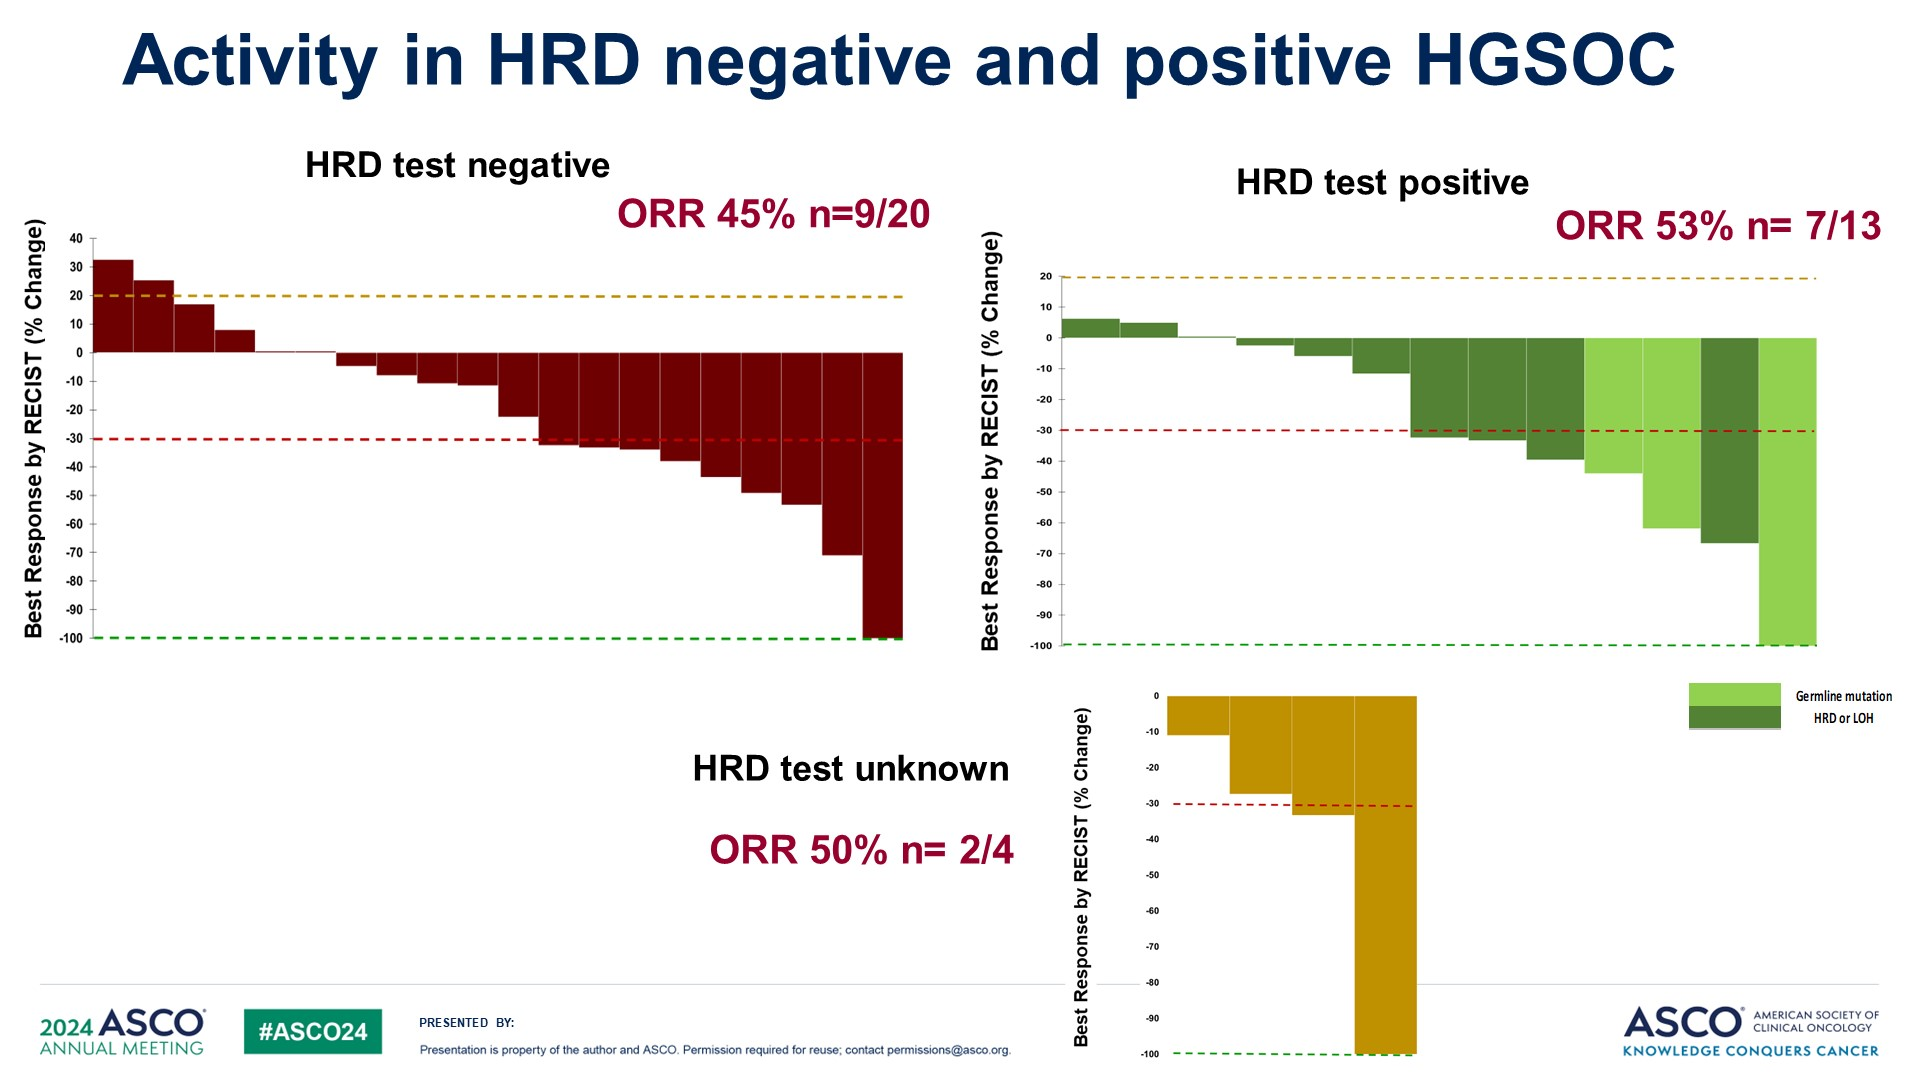 Activity in HRD negative and positive HGSOC
HRD test negative
ORR 45% n=9/20
Best Response by RECIST (% Change)
40
30
20
10
0
-10
-20
-30
-40
-50
-60
-70
-80
-90
-100
HRD test positive
ORR 53% n= 7/13
Best Response by RECIST (% Change)
20
10
0
-10
-20
-30
-40
-50
-60
-70
-80
-90
-100
Germline mutation
HRD or LOH
HRD test unknown
ORR 50% n= 2/4
Best Response by RECIST (% Change)
0
-10
-20
-30
-40
-50
-60
-70
-80
-90
-100
2024 ASCO®
ANNUAL MEETING
#ASCO24
PRESENTED BY:
Presentation is property of the author and ASCO. Permission required for reuse; contact permissions@asco.org.
ASCO® AMERICAN SOCIETY OF
CLINICAL ONCOLOGY
KNOWLEDGE CONQUERS CANCER